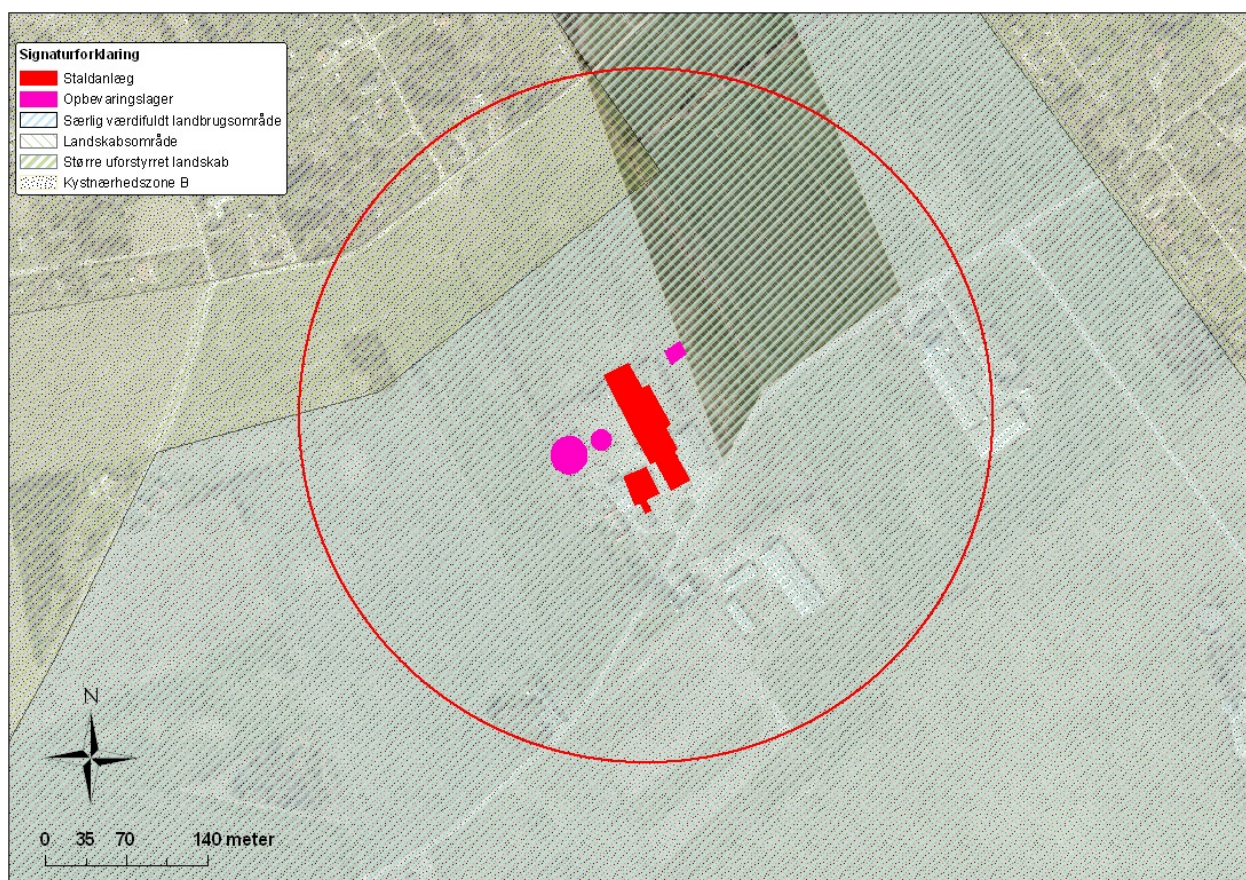 Signaturforklaring
Staldanlæg
Opbevaringslager
Særlig værdifuldt landbrugsområde
Landskabsområde
Større uforstyrret landskab
Kystnærhedszone B
N
0 35 70 140 meter